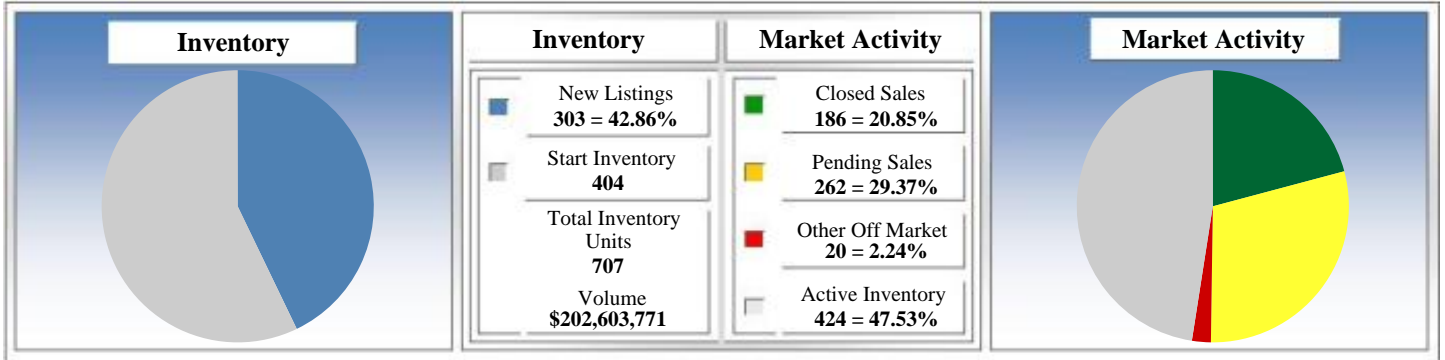 Inventory
Inventory
Market Activity
New Listings
303 = 42.86%
Start Inventory
404
Total Inventory
Units
707
Volume
$202,603,771
Closed Sales
186 = 20.85%
Pending Sales
262 = 29.37%
Other Off Market
20 = 2.24%
Active Inventory
424 = 47.53%
Market Activity